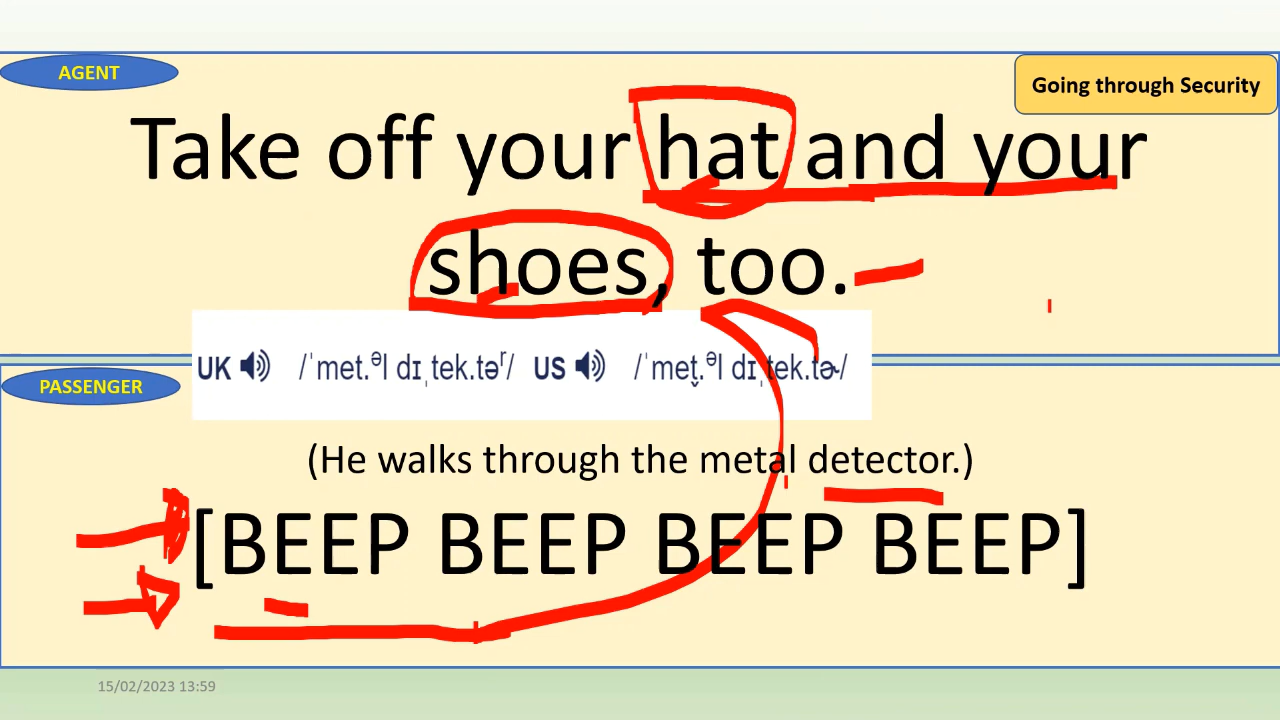 AGENT
Going through Security
Take off your hat and your
shoes, too.
UK /ˈmet.ᵊl dɪˌtek.təʳ/ US /ˈmet̬.ᵊl dɪˌtek.tɚ/
PASSENGER
(He walks through the metal detector.)
[BEEP BEEP BEEP BEEP]
15/02/2023 13:59